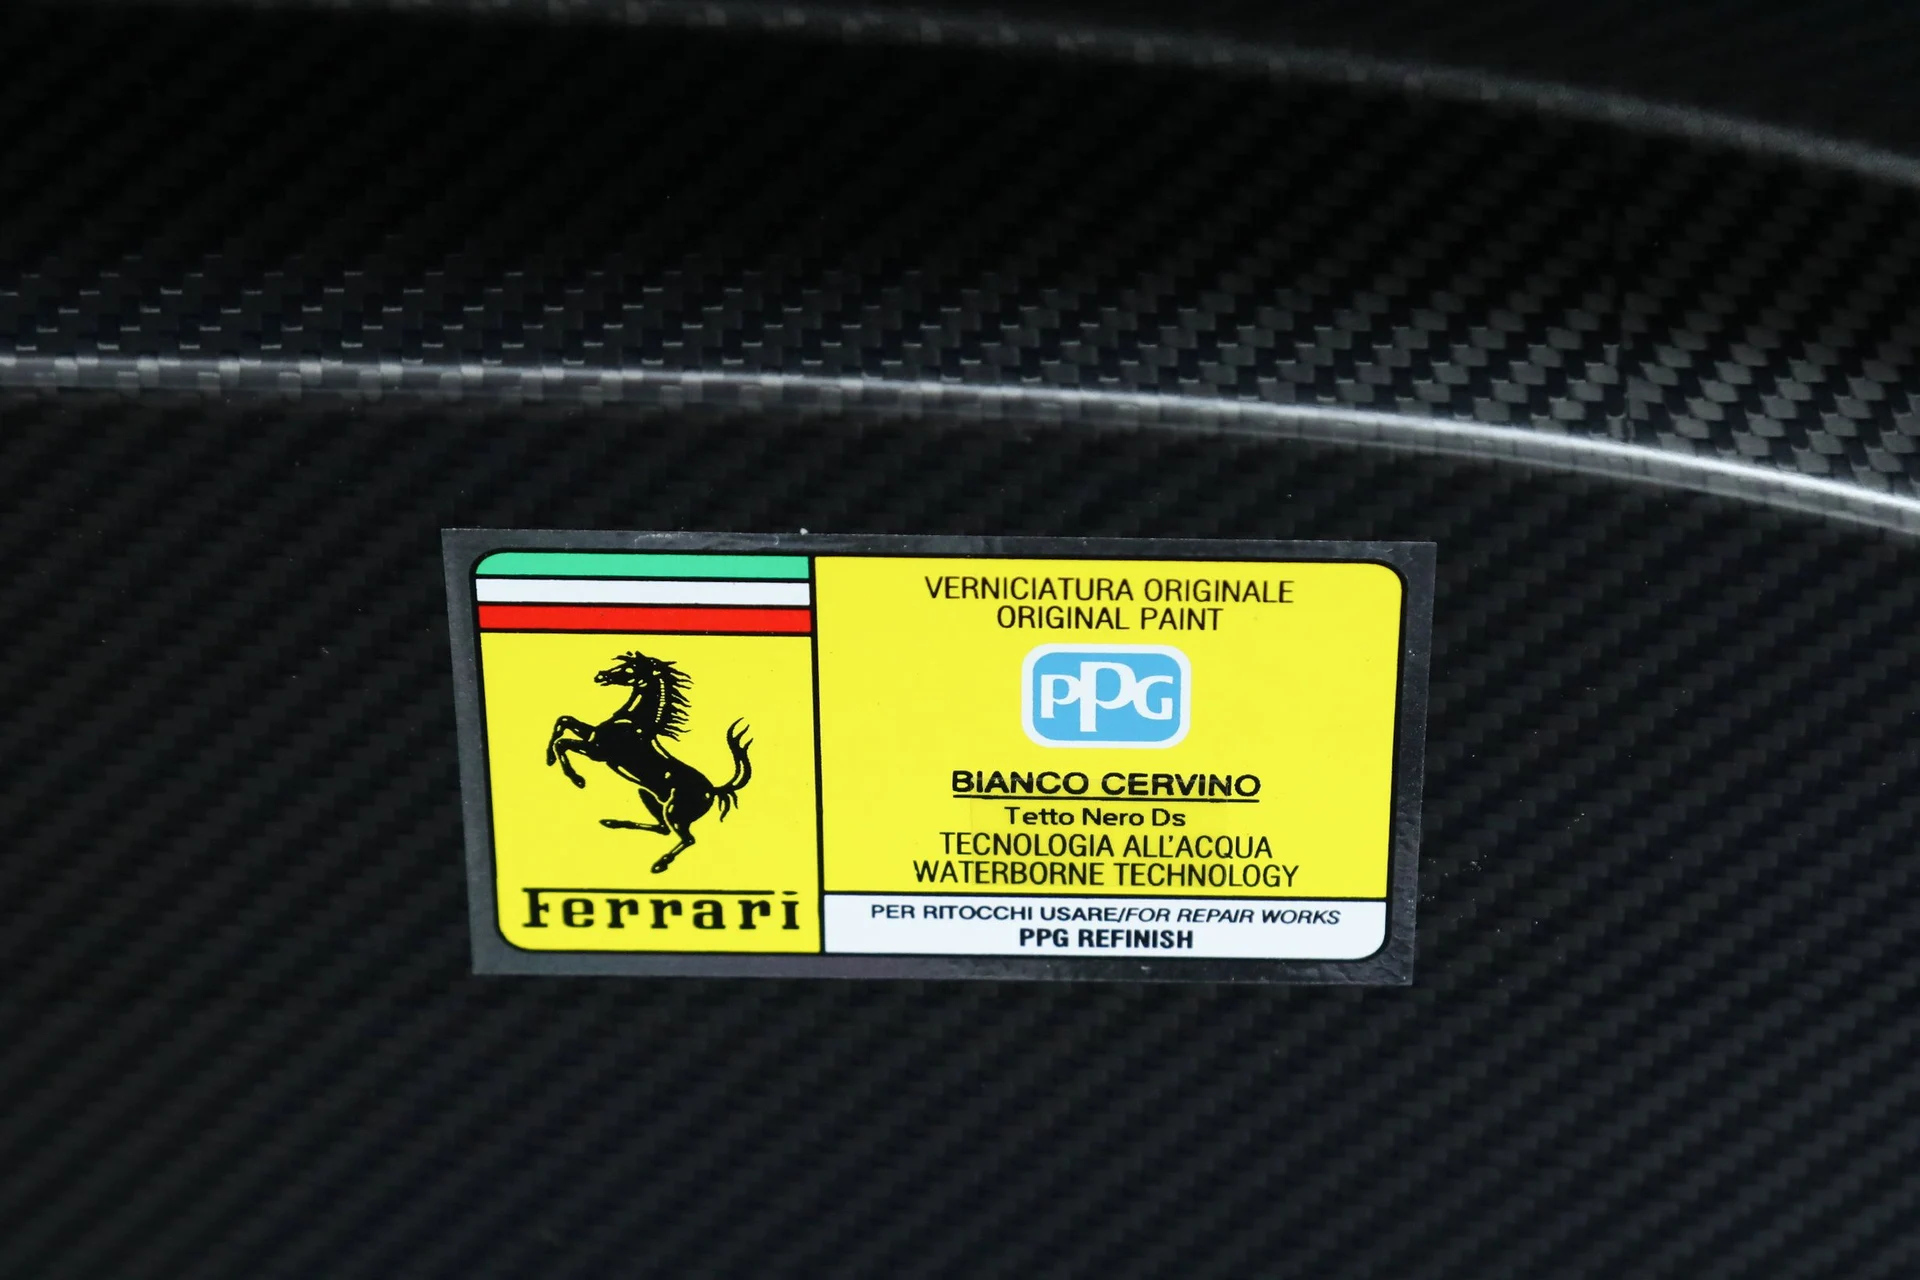 Ferrari
VERNICIATURA ORIGINALE
ORIGINAL PAINT
PPG
BIANCO CERVINO
Tetto Nero Ds
TECNOLOGIA ALL'ACQUA
WATERBORNE TECHNOLOGY
PER RITOCCHI USARE/FOR REPAIR WORKS
PPG REFINISH